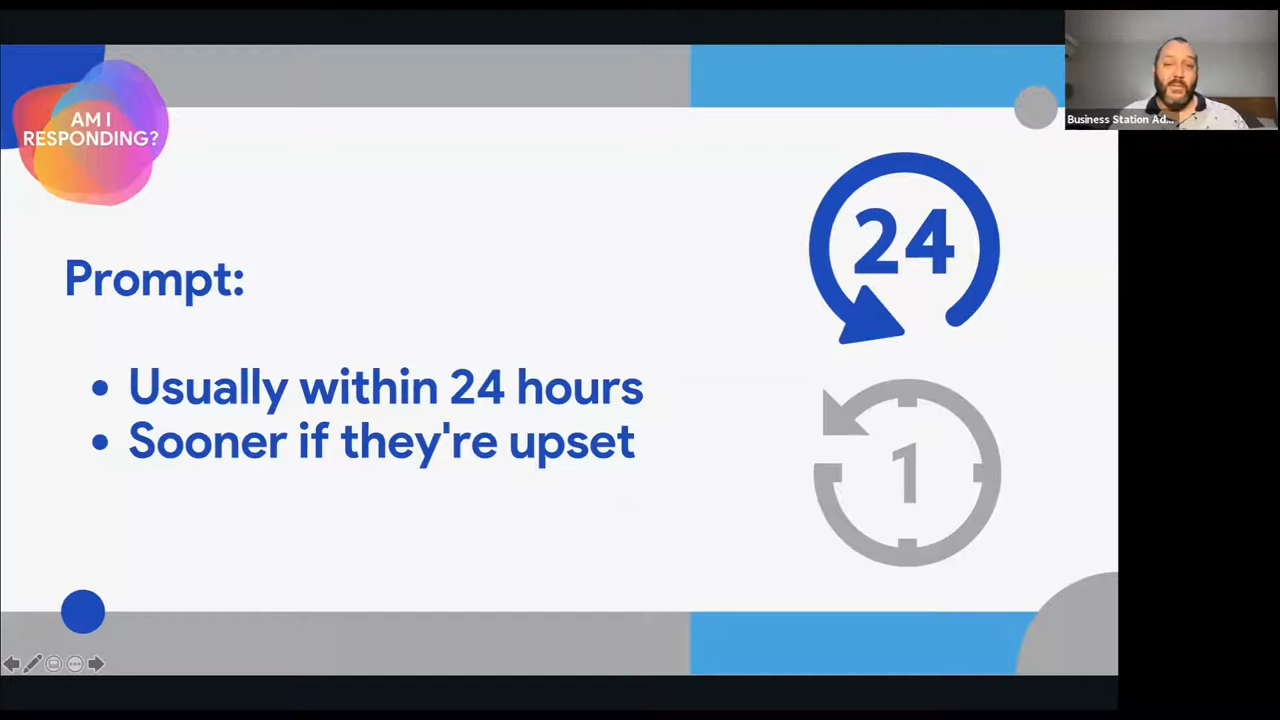 AM I
RESPONDING?
Business Station Ad...
24
Prompt:
• Usually within 24 hours
• Sooner if they're upset
1